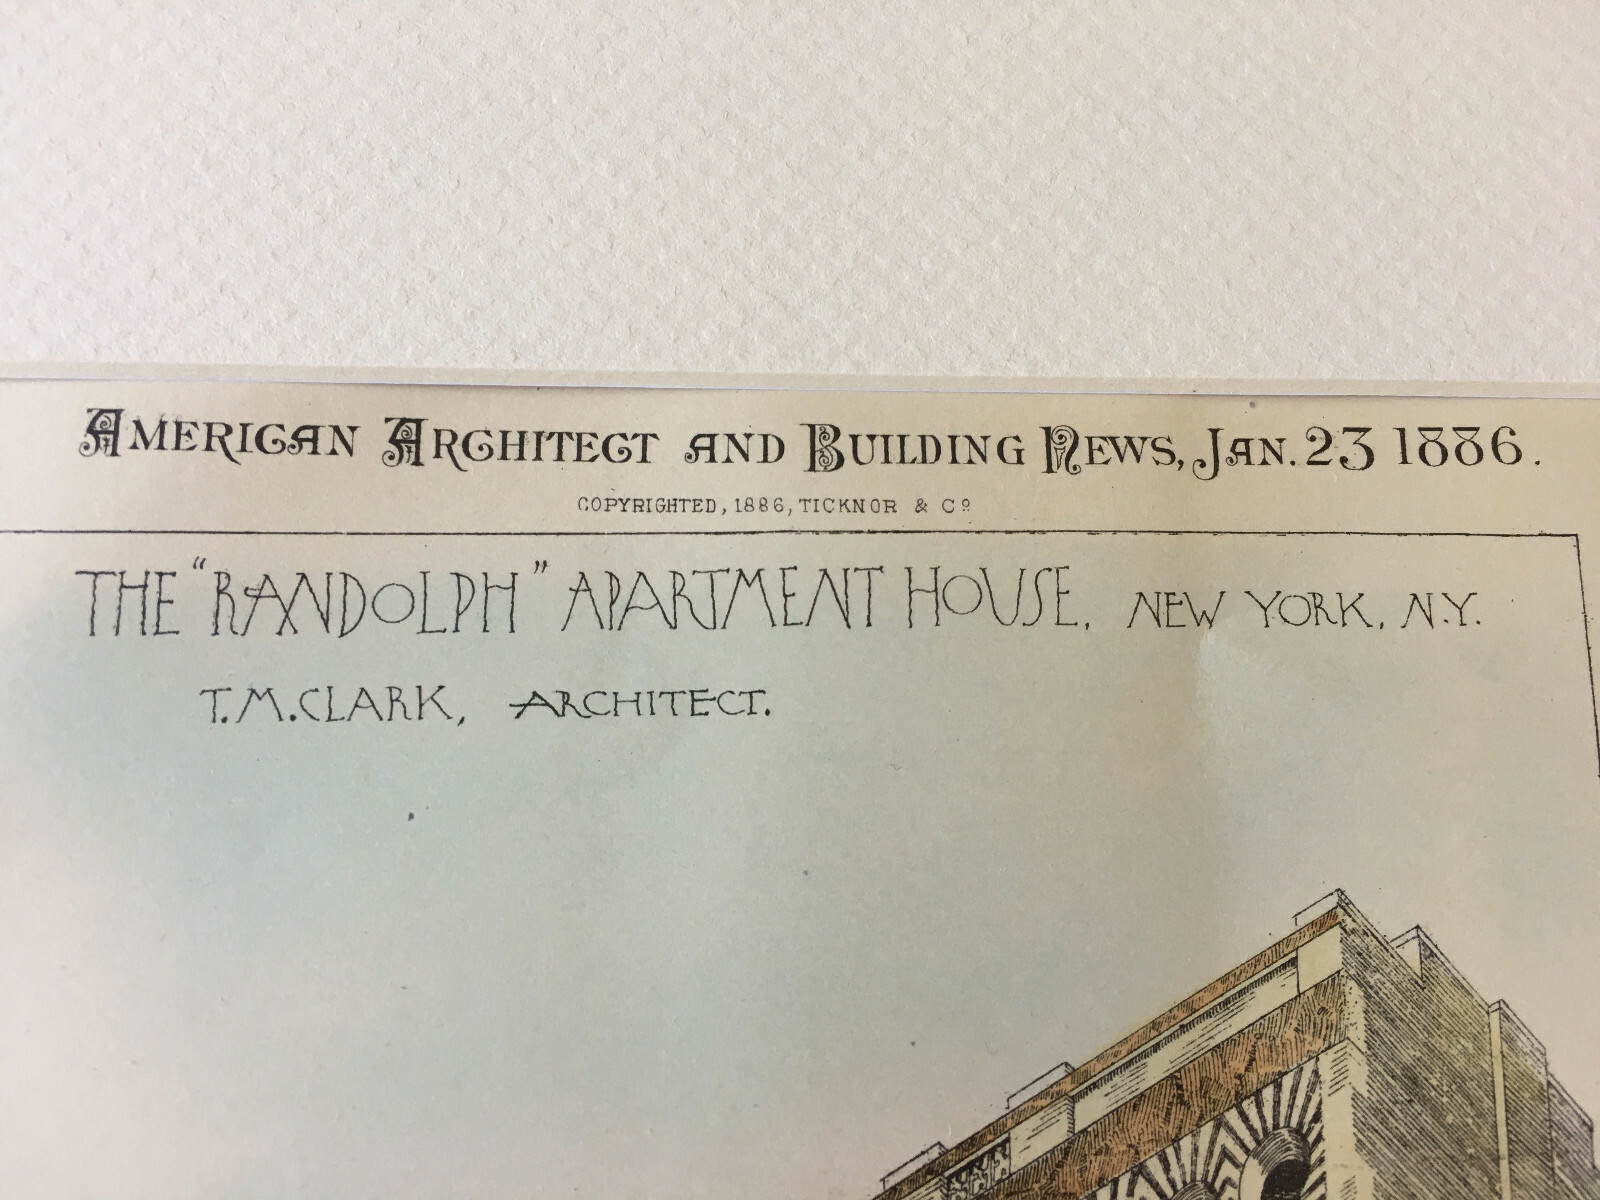 AMERICAN ARCHITECT AND BUILDING NEWS, JAN. 23 1886.
COPYRIGHTED, 1886, TICKNOR & Cº
THE "RANDOLPH" APARTMENT HOUSE, NEW YORK, N.Y.
T.M.CLARK, ARCHITECT.